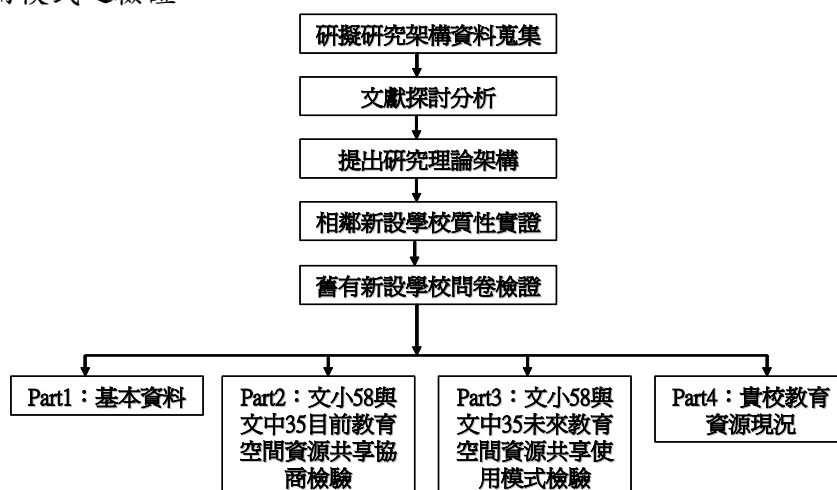 研擬研究架構資料蒐集
文獻探討分析
提出研究理論架構
相鄰新設學校質性實證
舊有新設學校問卷檢證
Part1：基本資料
Part2：文小58與
文中35目前教育
空間資源共享協
商檢驗
Part3：文小58與
文中35未來教育
空間資源共享使
用模式檢驗
Part4：貴校教育
資源現況